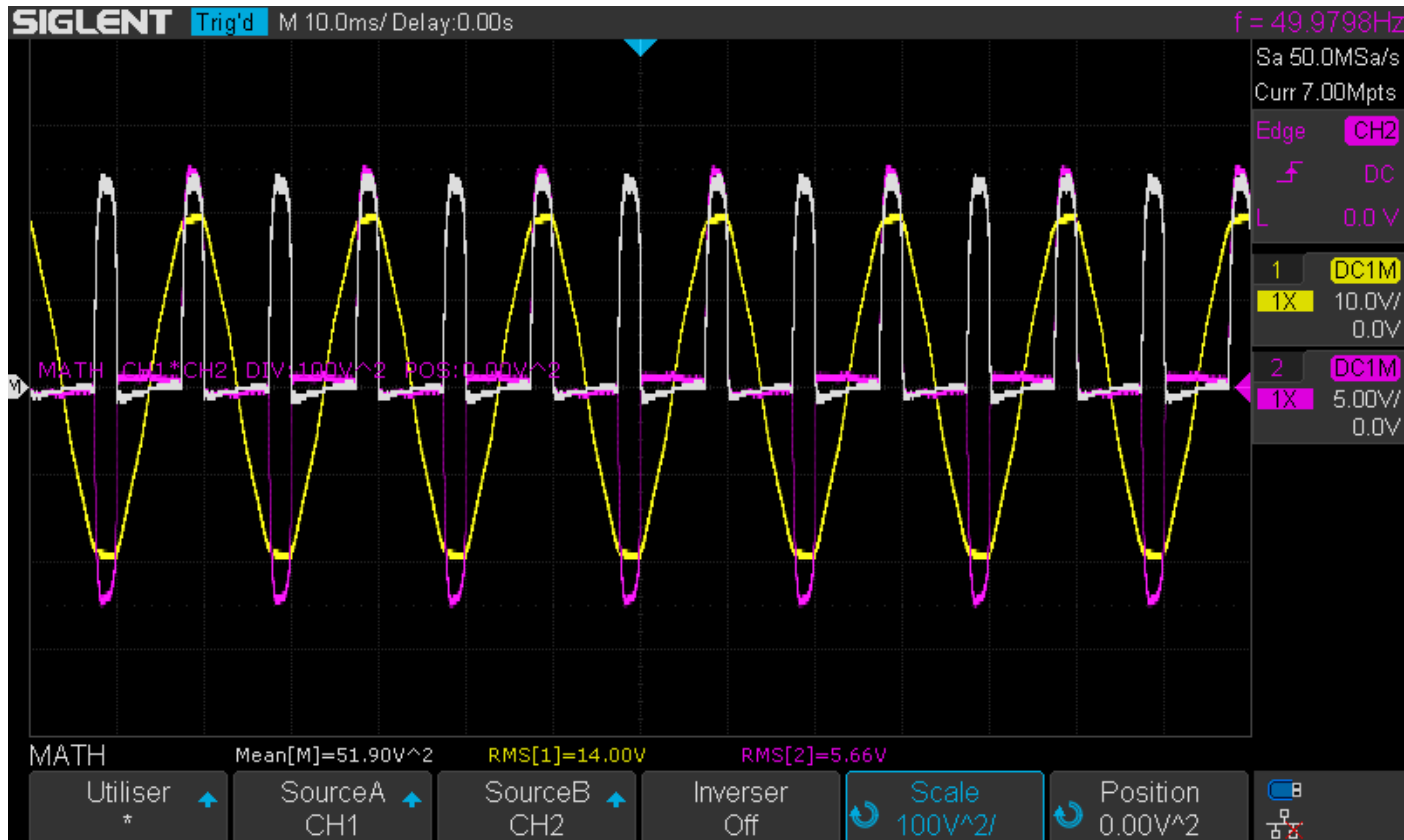 SIGLENT Trig'd M 10.0ms/ Delay:0.00s f = 49.9798Hz
Sa 50.0MSa/s
Curr 7.00Mpts
Edge CH2
DC
L 0.0 V
1 DC1M
1X 10.0V/
0.0V
2 DC1M
1X 5.00V/
0.0V
MATH CH1*CH2 DIV:100V^2 POS:0.00V^2
M
MATH Mean[M]=51.90V^2 RMS[1]=14.00V RMS[2]=5.66V
Utiliser SourceA SourceB Inverser Scale Position
* CH1 CH2 Off 100V^2/ 0.00V^2